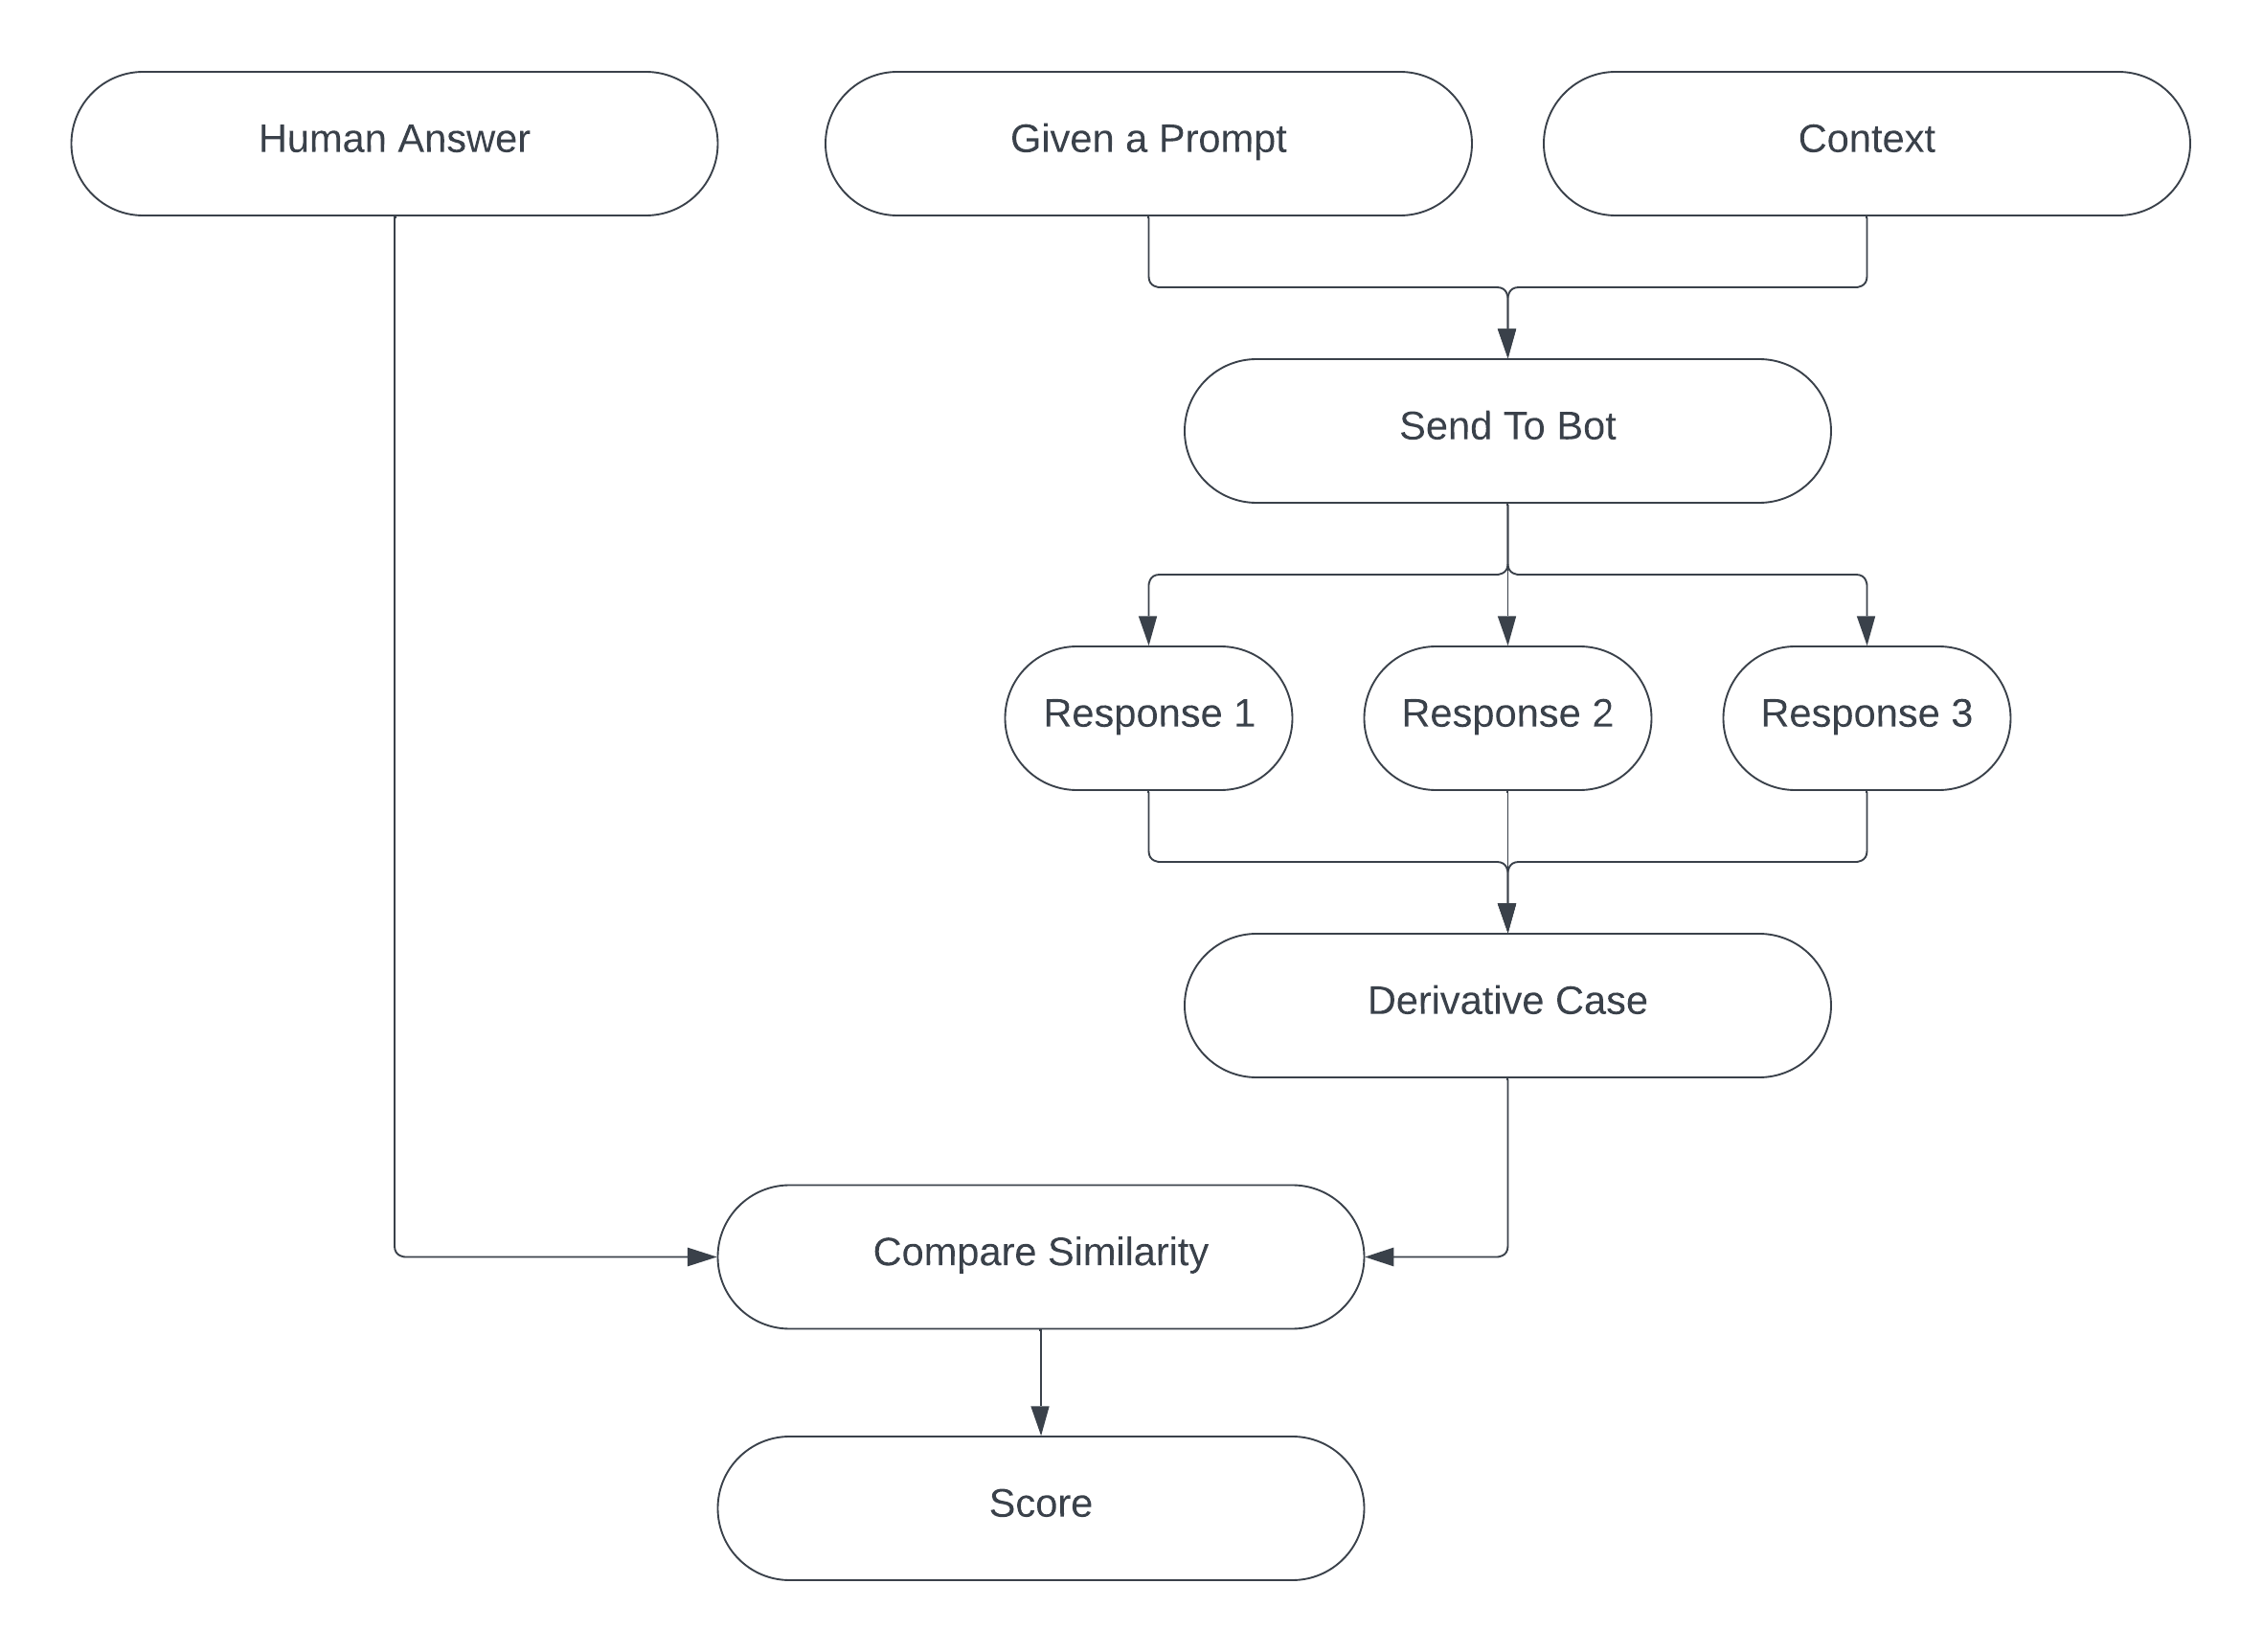 Human Answer
Given a Prompt
Context
Send To Bot
Response 1
Response 2
Response 3
Derivative Case
Compare Similarity
Score